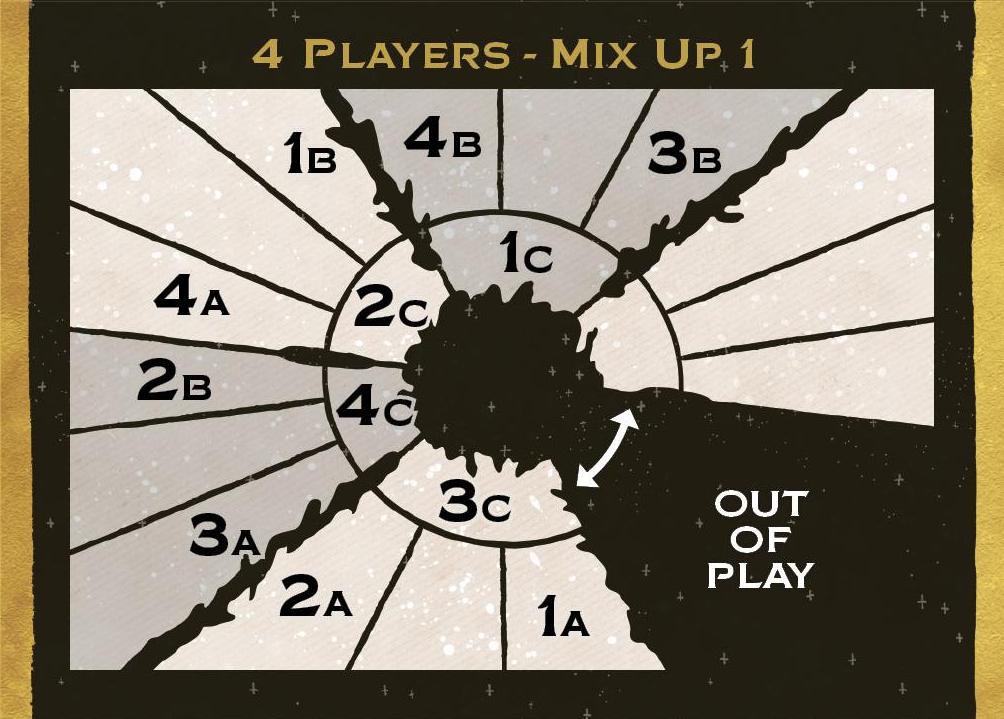 4 PLAYERS - MIX UP 1
1B
4B
3B
1C
4A
2C
2B
4C
3C
3A
2A
1A
OUT
OF
PLAY